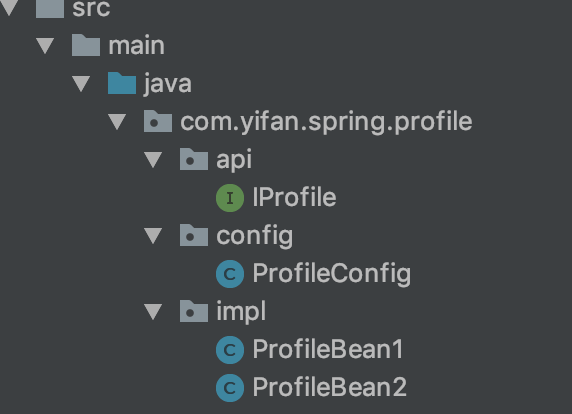 src
main
java
com.yifan.spring.profile
api
I IProfile
config
C ProfileConfig
impl
C ProfileBean1
C ProfileBean2